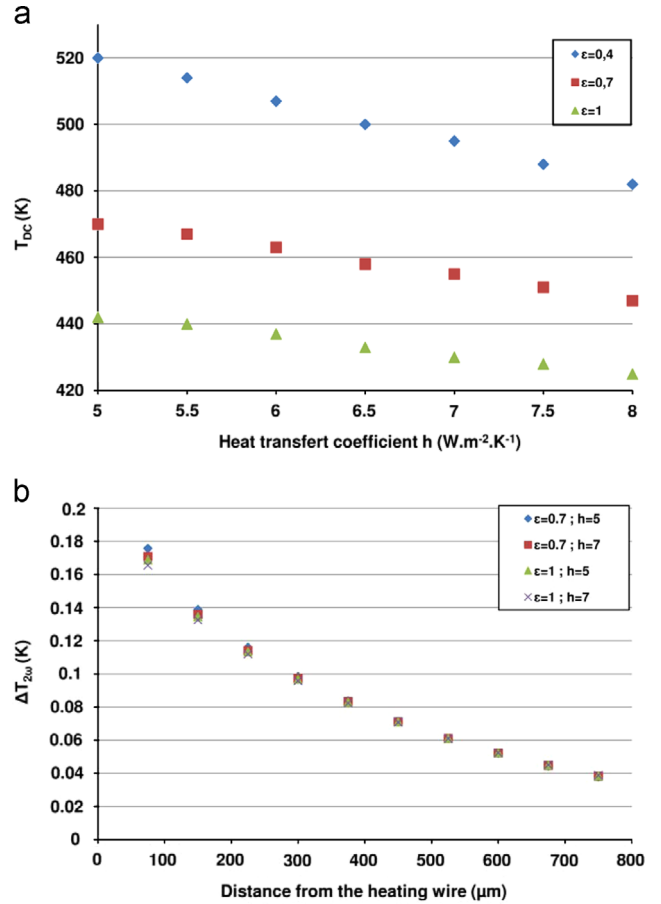 a
520
500
480
460
440
420
T_DC (K)
ε=0,4
ε=0,7
ε=1
5
5.5
6
6.5
7
7.5
8
Heat transfert coefficient h (W.m⁻².K⁻¹)
b
0.2
0.18
0.16
0.14
0.12
0.1
0.08
0.06
0.04
0.02
0
ΔT_2ω (K)
ε=0.7 ; h=5
ε=0.7 ; h=7
ε=1 ; h=5
ε=1 ; h=7
0
100
200
300
400
500
600
700
800
Distance from the heating wire (μm)